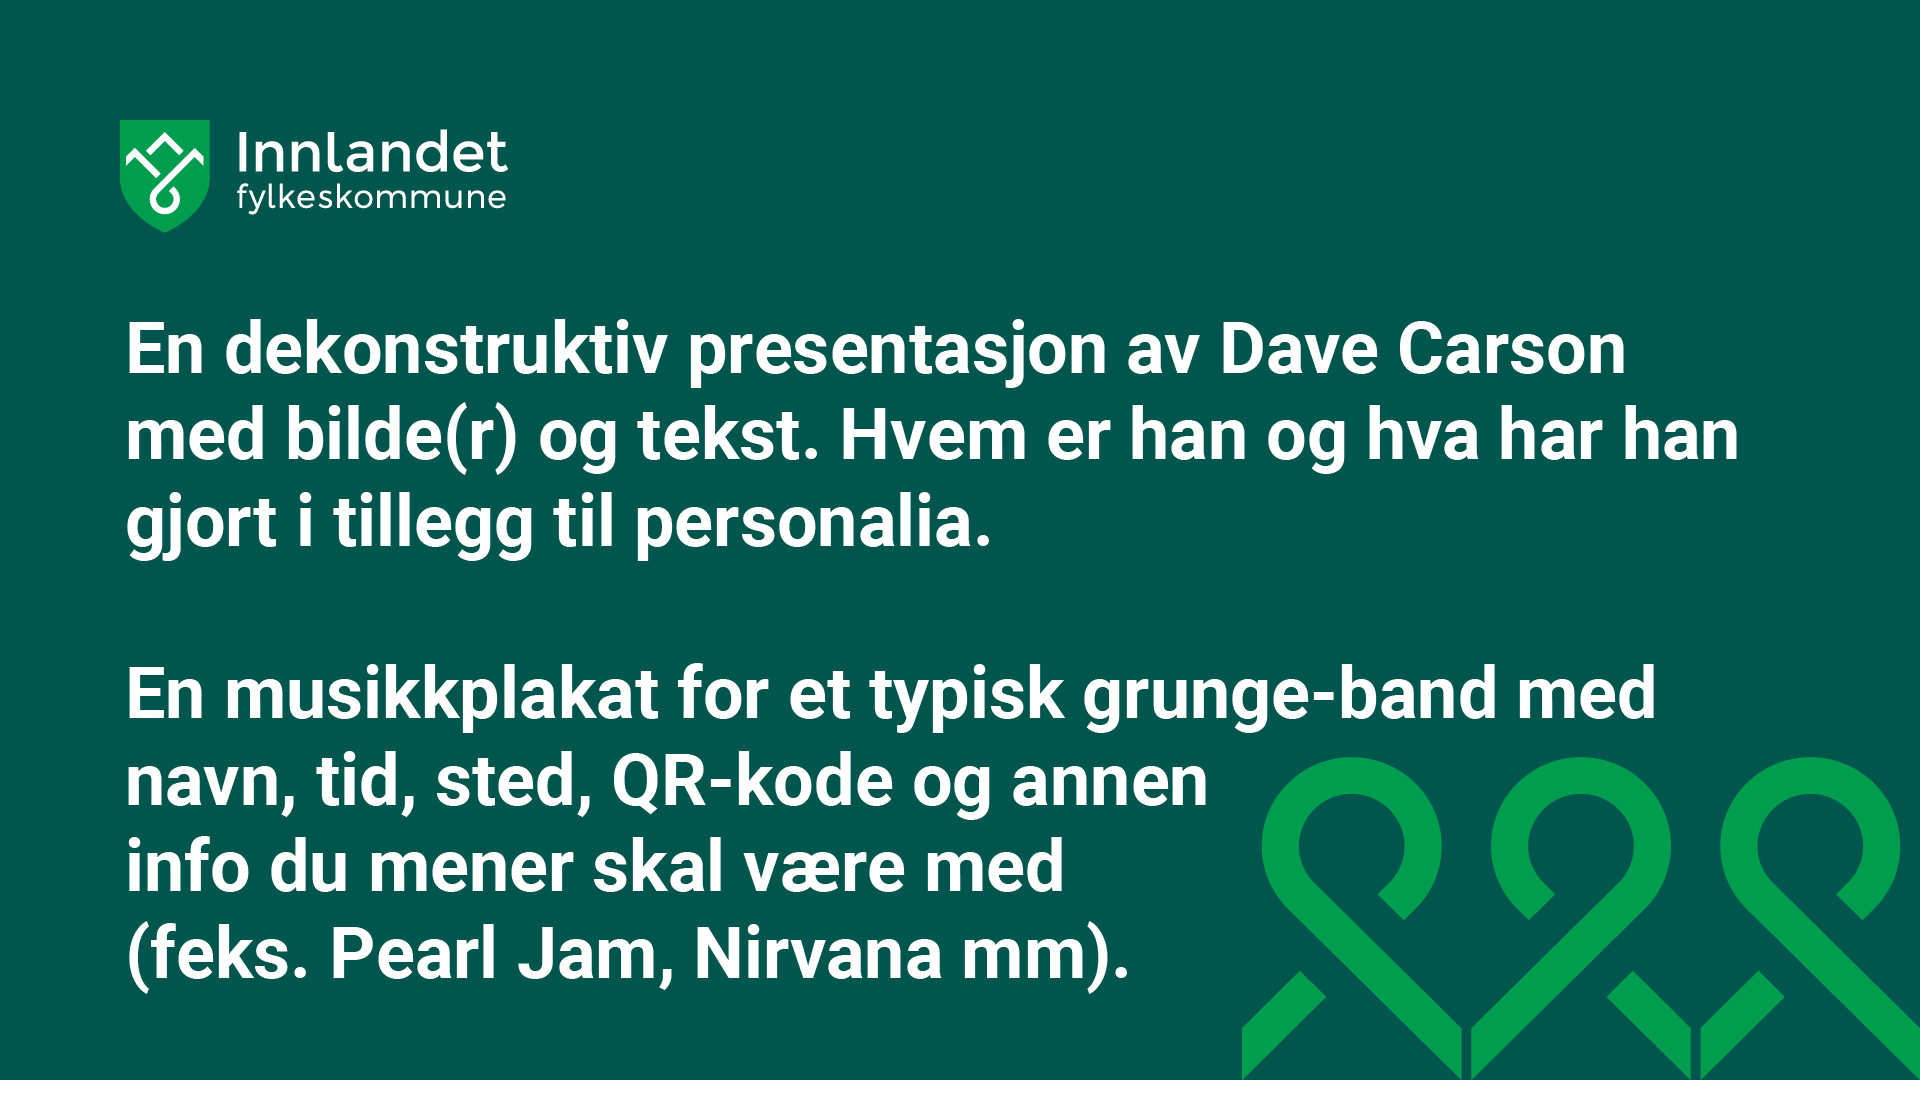 Innlandet
fylkeskommune
En dekonstruktiv presentasjon av Dave Carson
med bilde(r) og tekst. Hvem er han og hva har han
gjort i tillegg til personalia.
En musikkplakat for et typisk grunge-band med
navn, tid, sted, QR-kode og annen
info du mener skal være med
(feks. Pearl Jam, Nirvana mm).